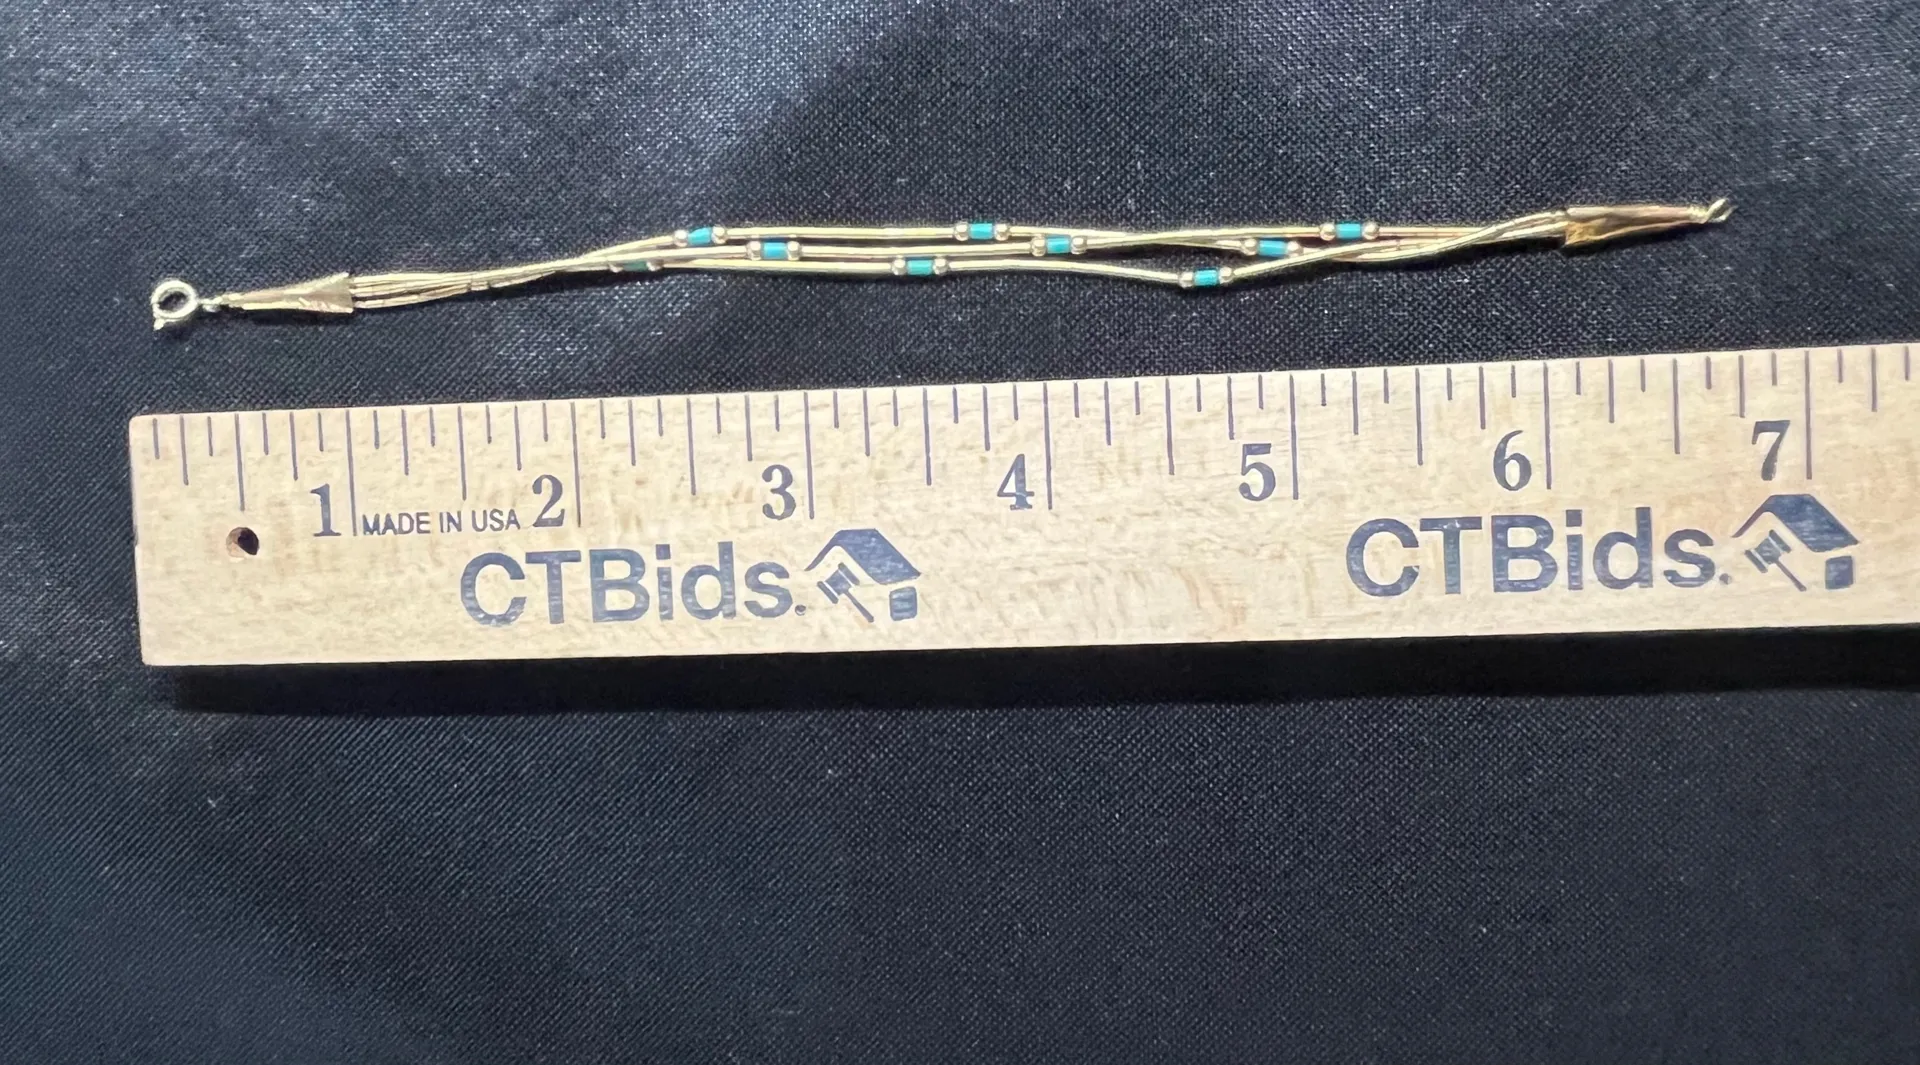 1 MADE IN USA 2 3 4 5 6 7
CTBids. CTBids.